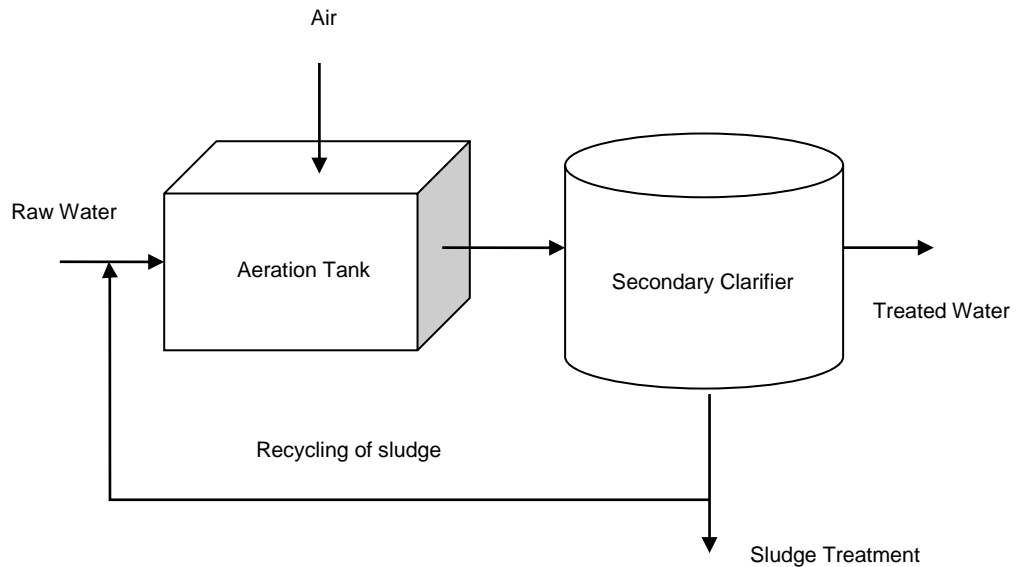 Air
Raw Water
Aeration Tank
Secondary Clarifier
Treated Water
Recycling of sludge
Sludge Treatment